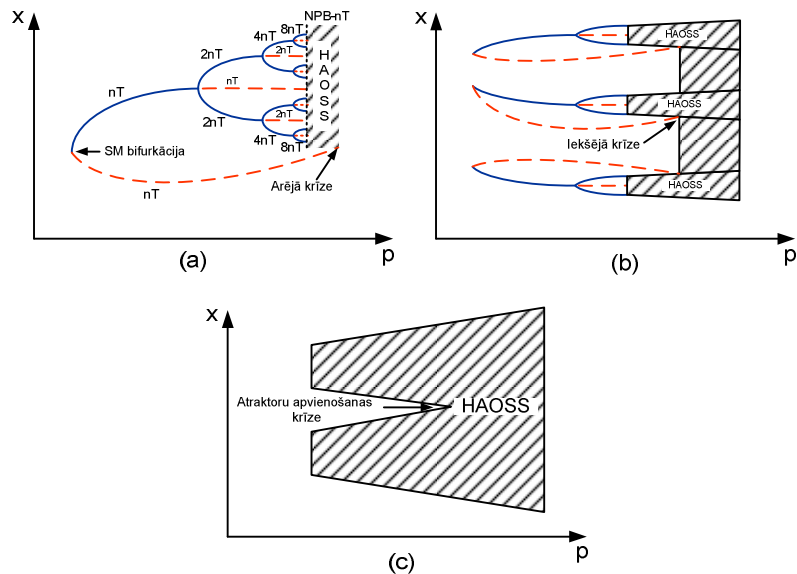 x
NPB-nT
8nT
4nT
2nT
2nT
nT
nT
2nT
2nT
4nT
8nT
HAOSS
SM bifurkācija
nT
Arējā krīze
p
(a)
x
HAOSS
HAOSS
Iekšējā krīze
HAOSS
p
(b)
x
Atraktoru apvienošanas
krīze
HAOSS
p
(c)